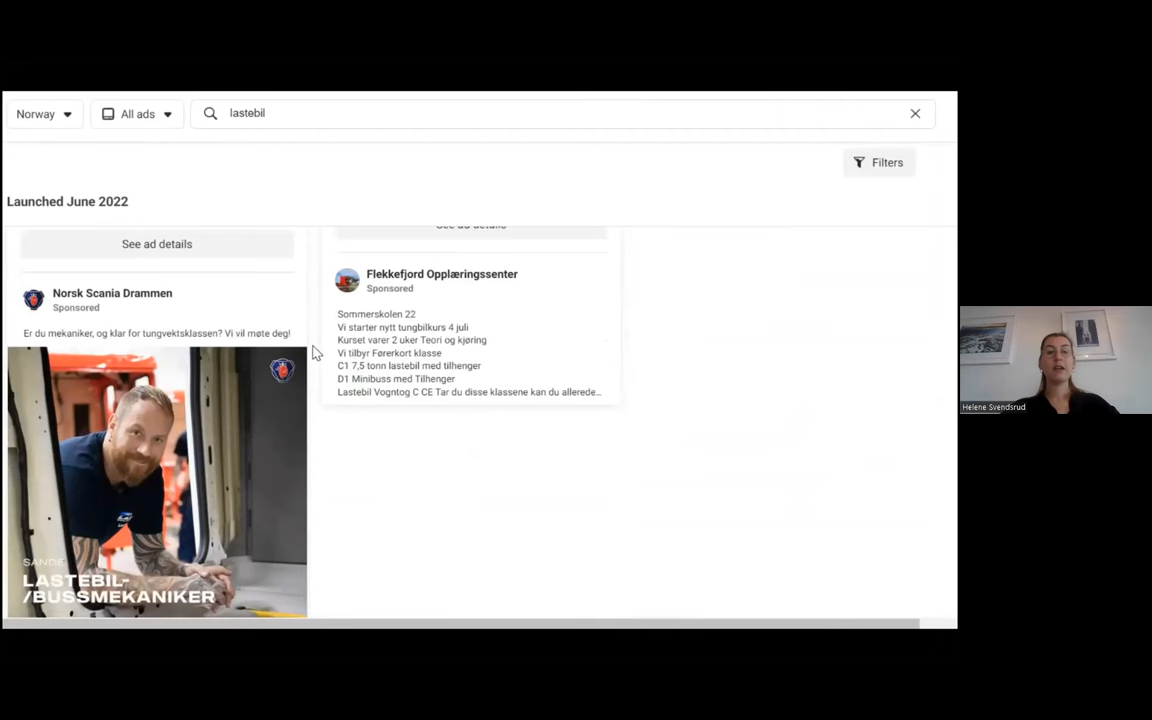 Norway
All ads
lastebil
Filters
Launched June 2022
See ad details
Norsk Scania Drammen
Sponsored
Er du mekaniker, og klar for tungvektsklassen? Vi vil møte deg!
SANDE
LASTEBIL-
/BUSSMEKANIKER
See ad details
Flekkefjord Opplæringssenter
Sponsored
Sommerskolen 22
Vi starter nytt tungbilkurs 4 juli
Kurset varer 2 uker Teori og kjøring
Vi tilbyr Førerkort klasse
C1 7,5 tonn lastebil med tilhenger
D1 Minibuss med Tilhenger
Lastebil Vogntog C CE Tar du disse klassene kan du allerede...
Helene Svendsrud